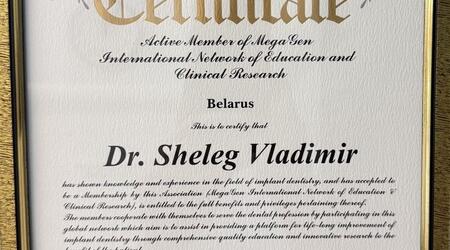 Certificate
Active Member of MegaGen
International Network of Education and
Clinical Research
Belarus
This is to certify that
Dr. Sheleg Vladimir
has shown knowledge and experience in the field of implant dentistry, and has accepted to
be a Membership by this Association (MegaGen International Network of Education &
Clinical Research), is entitled to the full benefits and privileges pertaining thereof.
The members cooperate with themselves to serve the dental profession by participating in this
global network which aim is to assist in providing a platform for life-long improvement of
implant dentistry through comprehensive quality education and innovative research to the